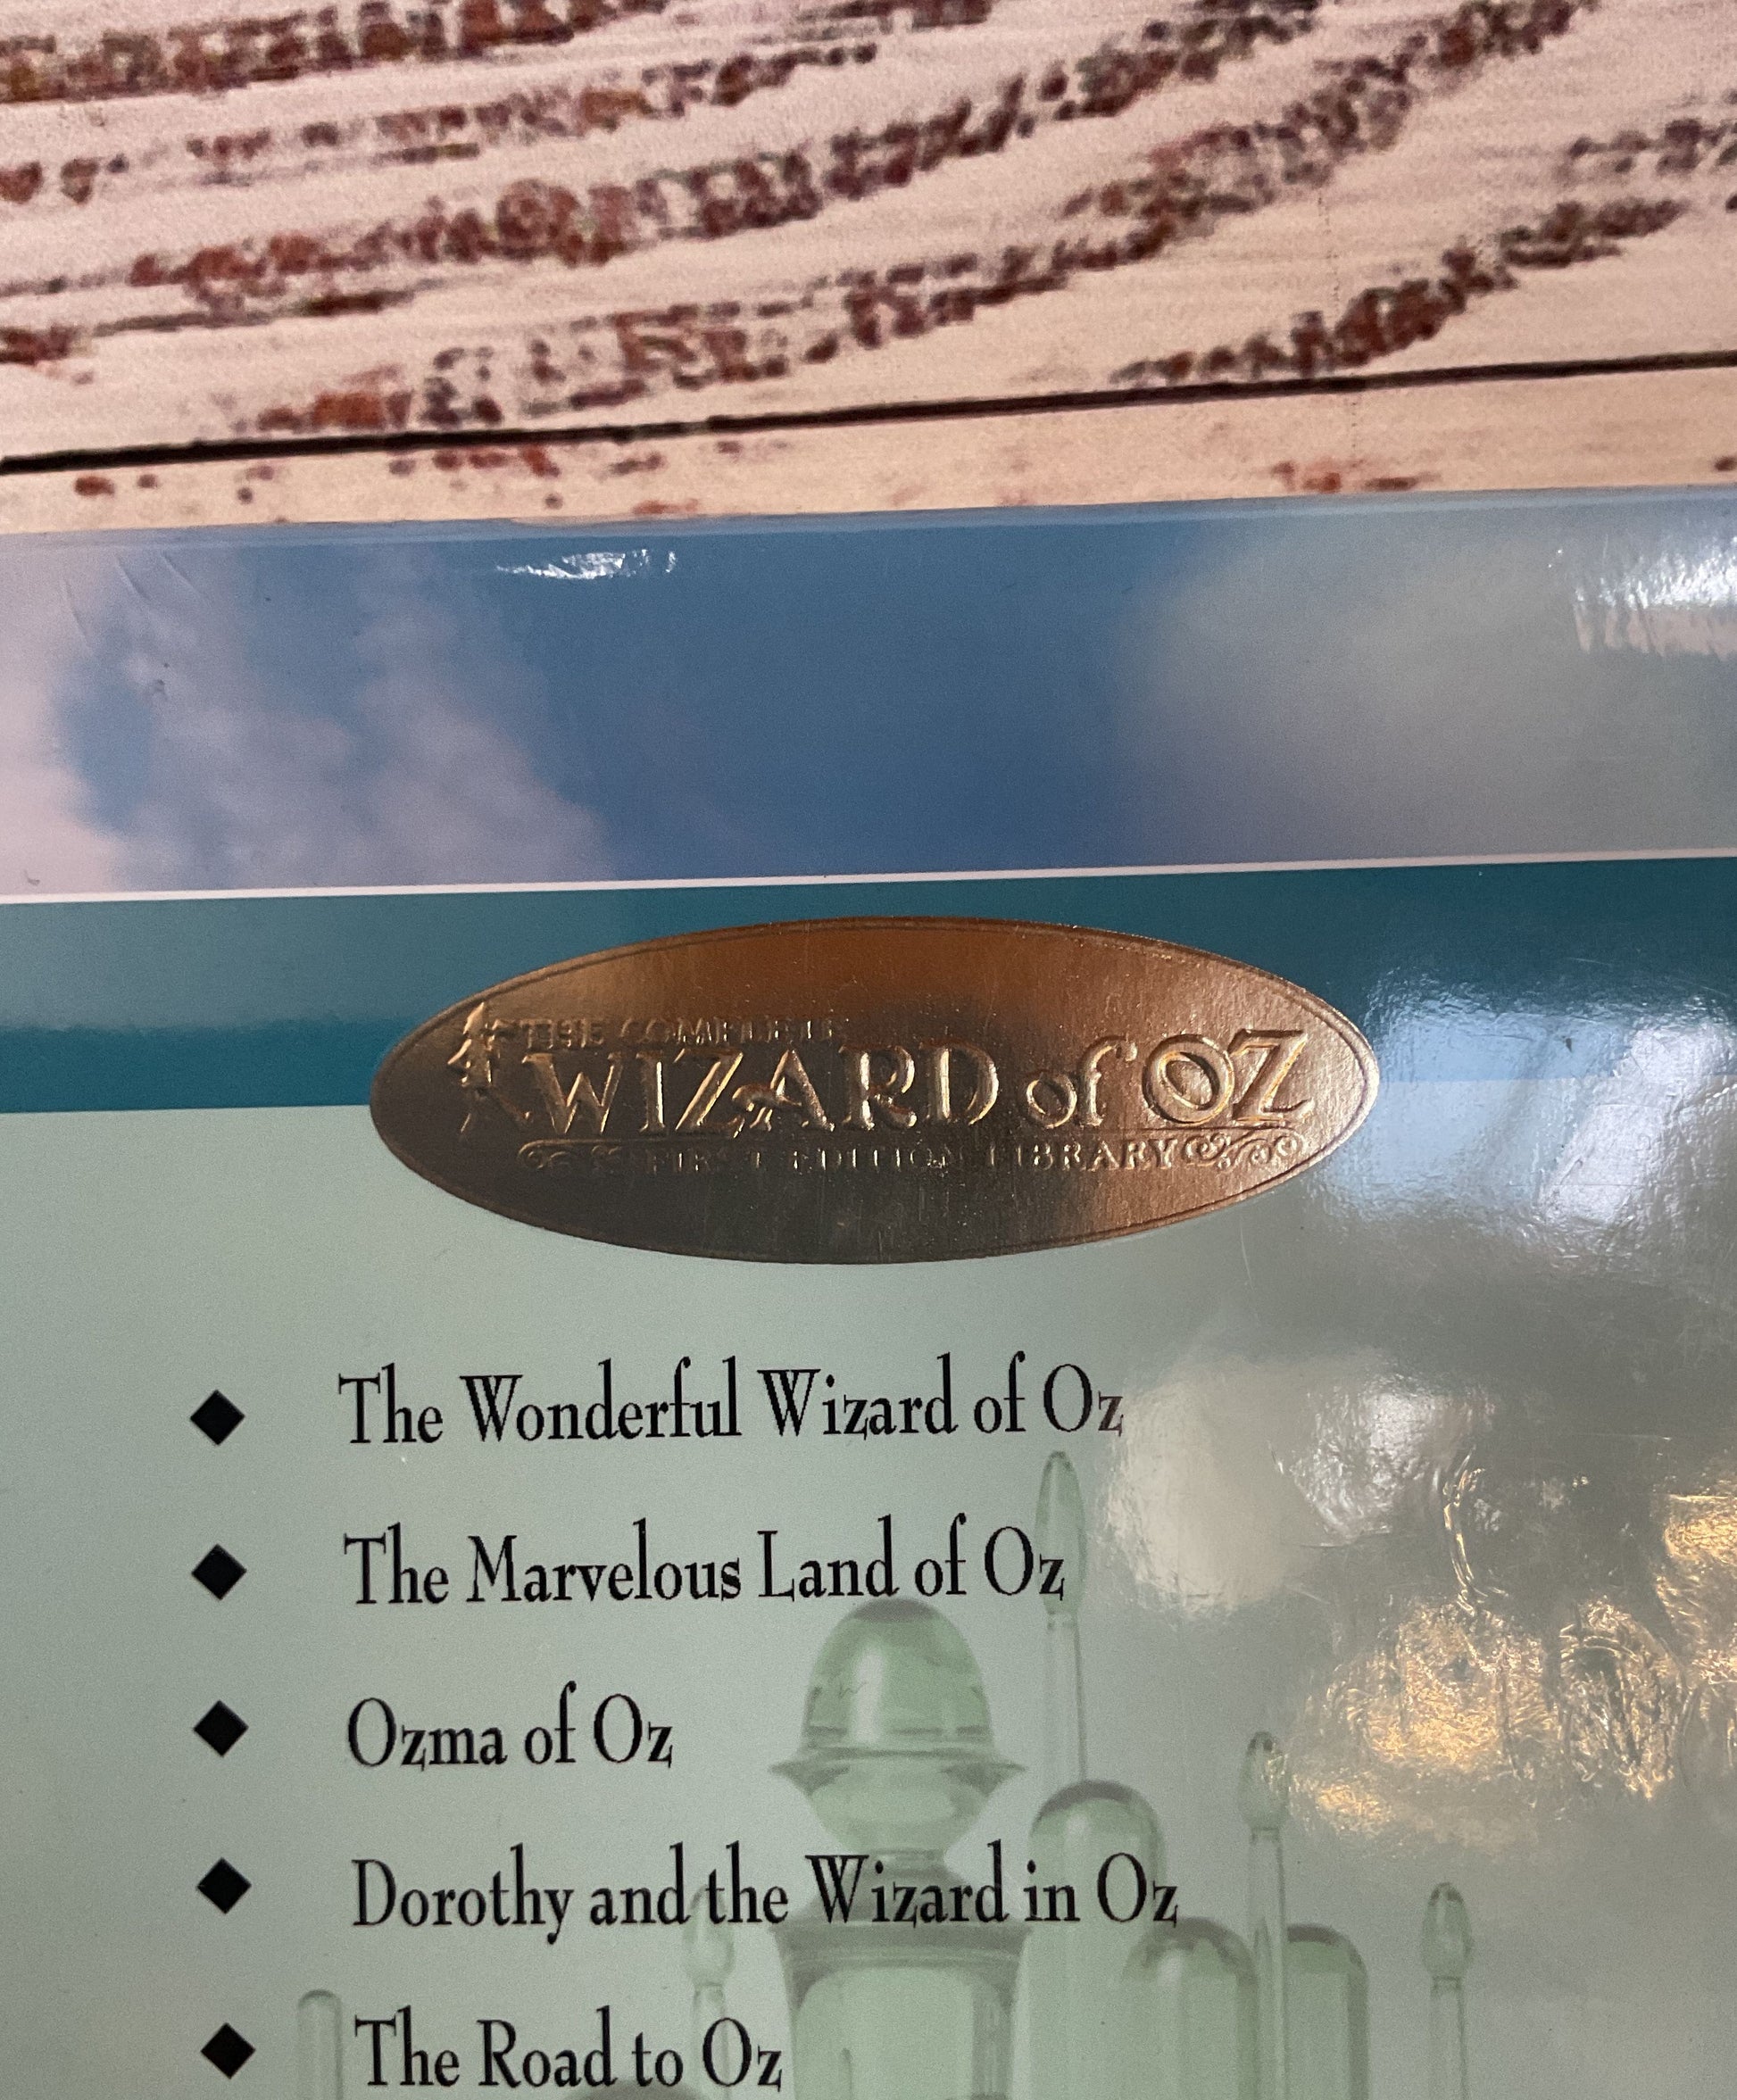 THE COMPLETE
WIZARD of OZ
FIRST EDITION LIBRARY
◆ The Wonderful Wizard of Oz
◆ The Marvelous Land of Oz
◆ Ozma of Oz
◆ Dorothy and the Wizard in Oz
◆ The Road to Oz